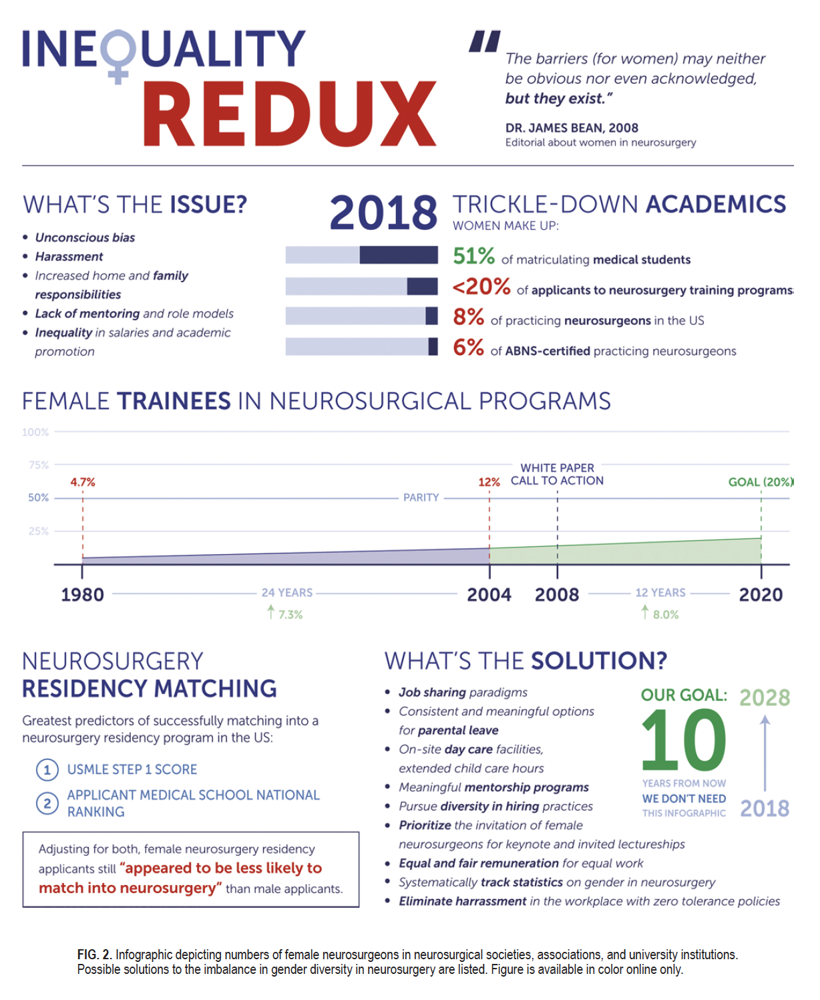 INEQUALITY
REDUX
"
The barriers (for women) may neither
be obvious nor even acknowledged,
but they exist."
DR. JAMES BEAN, 2008
Editorial about women in neurosurgery
WHAT'S THE ISSUE?
• Unconscious bias
• Harassment
• Increased home and family
responsibilities
• Lack of mentoring and role models
• Inequality in salaries and academic
promotion
2018
TRICKLE-DOWN ACADEMICS
WOMEN MAKE UP:
51% of matriculating medical students
<20% of applicants to neurosurgery training programs
8% of practicing neurosurgeons in the US
6% of ABNS-certified practicing neurosurgeons
FEMALE TRAINEES IN NEUROSURGICAL PROGRAMS
100%
75%
WHITE PAPER
4.7%
12%
CALL TO ACTION
GOAL (20%)
50%
PARITY
25%
1980
24 YEARS
2004
2008
12 YEARS
2020
↑ 7.3%
↑ 8.0%
NEUROSURGERY
RESIDENCY MATCHING
Greatest predictors of successfully matching into a
neurosurgery residency program in the US:
1 USMLE STEP 1 SCORE
2 APPLICANT MEDICAL SCHOOL NATIONAL
RANKING
Adjusting for both, female neurosurgery residency
applicants still "appeared to be less likely to
match into neurosurgery" than male applicants.
WHAT'S THE SOLUTION?
• Job sharing paradigms
• Consistent and meaningful options
for parental leave
• On-site day care facilities,
extended child care hours
• Meaningful mentorship programs
• Pursue diversity in hiring practices
• Prioritize the invitation of female
neurosurgeons for keynote and invited lectureships
• Equal and fair remuneration for equal work
• Systematically track statistics on gender in neurosurgery
• Eliminate harrassment in the workplace with zero tolerance policies
OUR GOAL:
10
YEARS FROM NOW
WE DON'T NEED
THIS INFOGRAPHIC
2028
2018
FIG. 2. Infographic depicting numbers of female neurosurgeons in neurosurgical societies, associations, and university institutions.
Possible solutions to the imbalance in gender diversity in neurosurgery are listed. Figure is available in color online only.